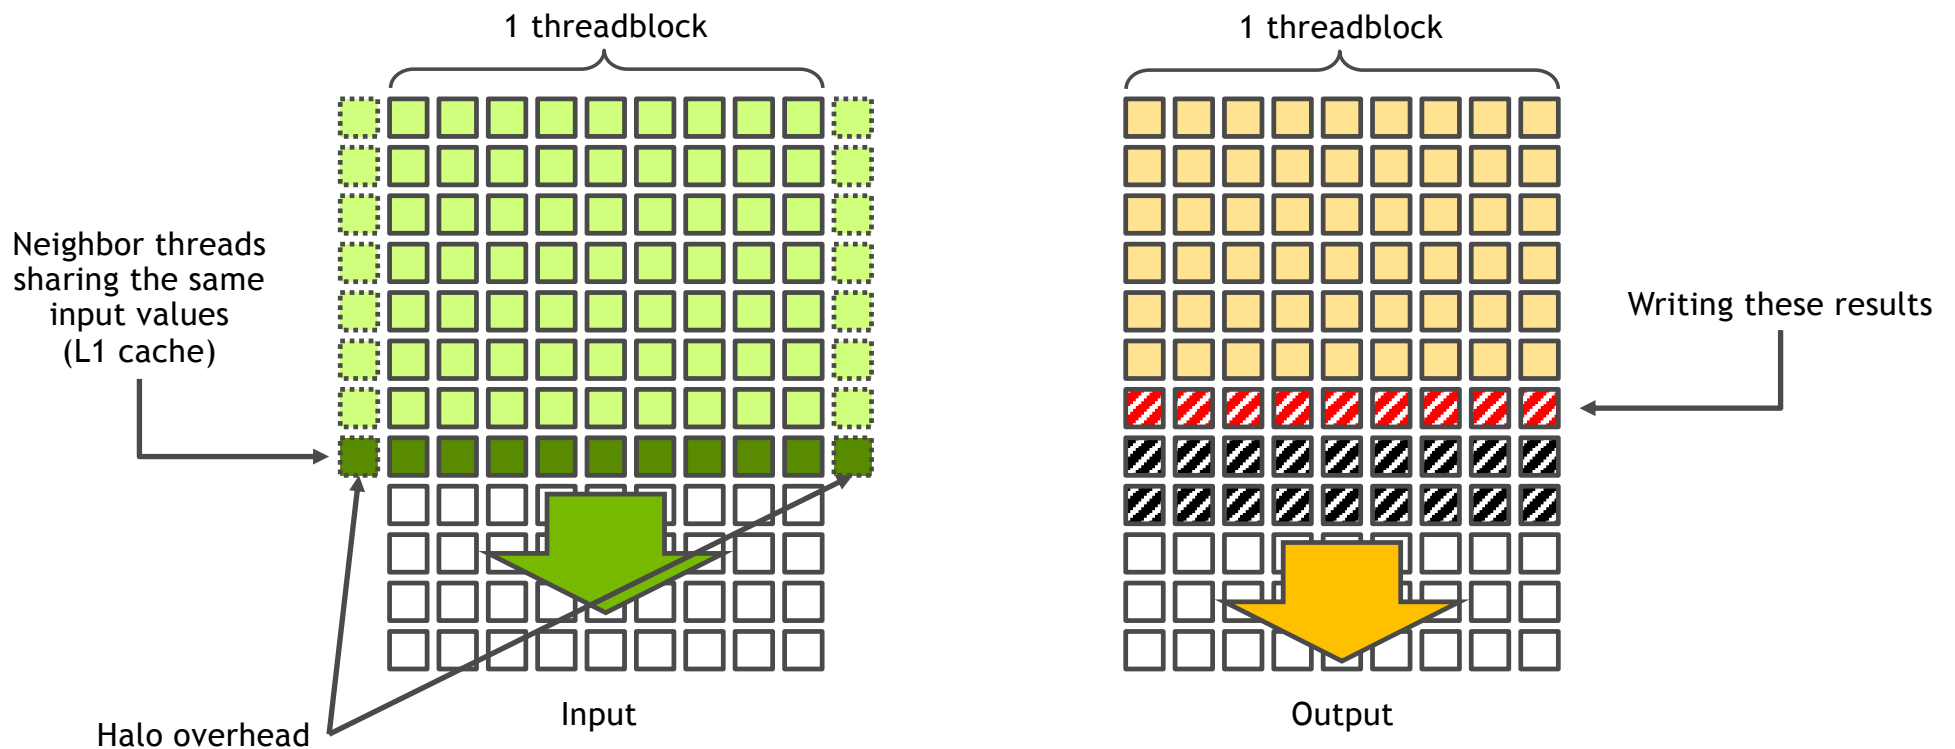 1 threadblock
1 threadblock
Neighbor threads
sharing the same
input values
(L1 cache)
Writing these results
Input
Output
Halo overhead